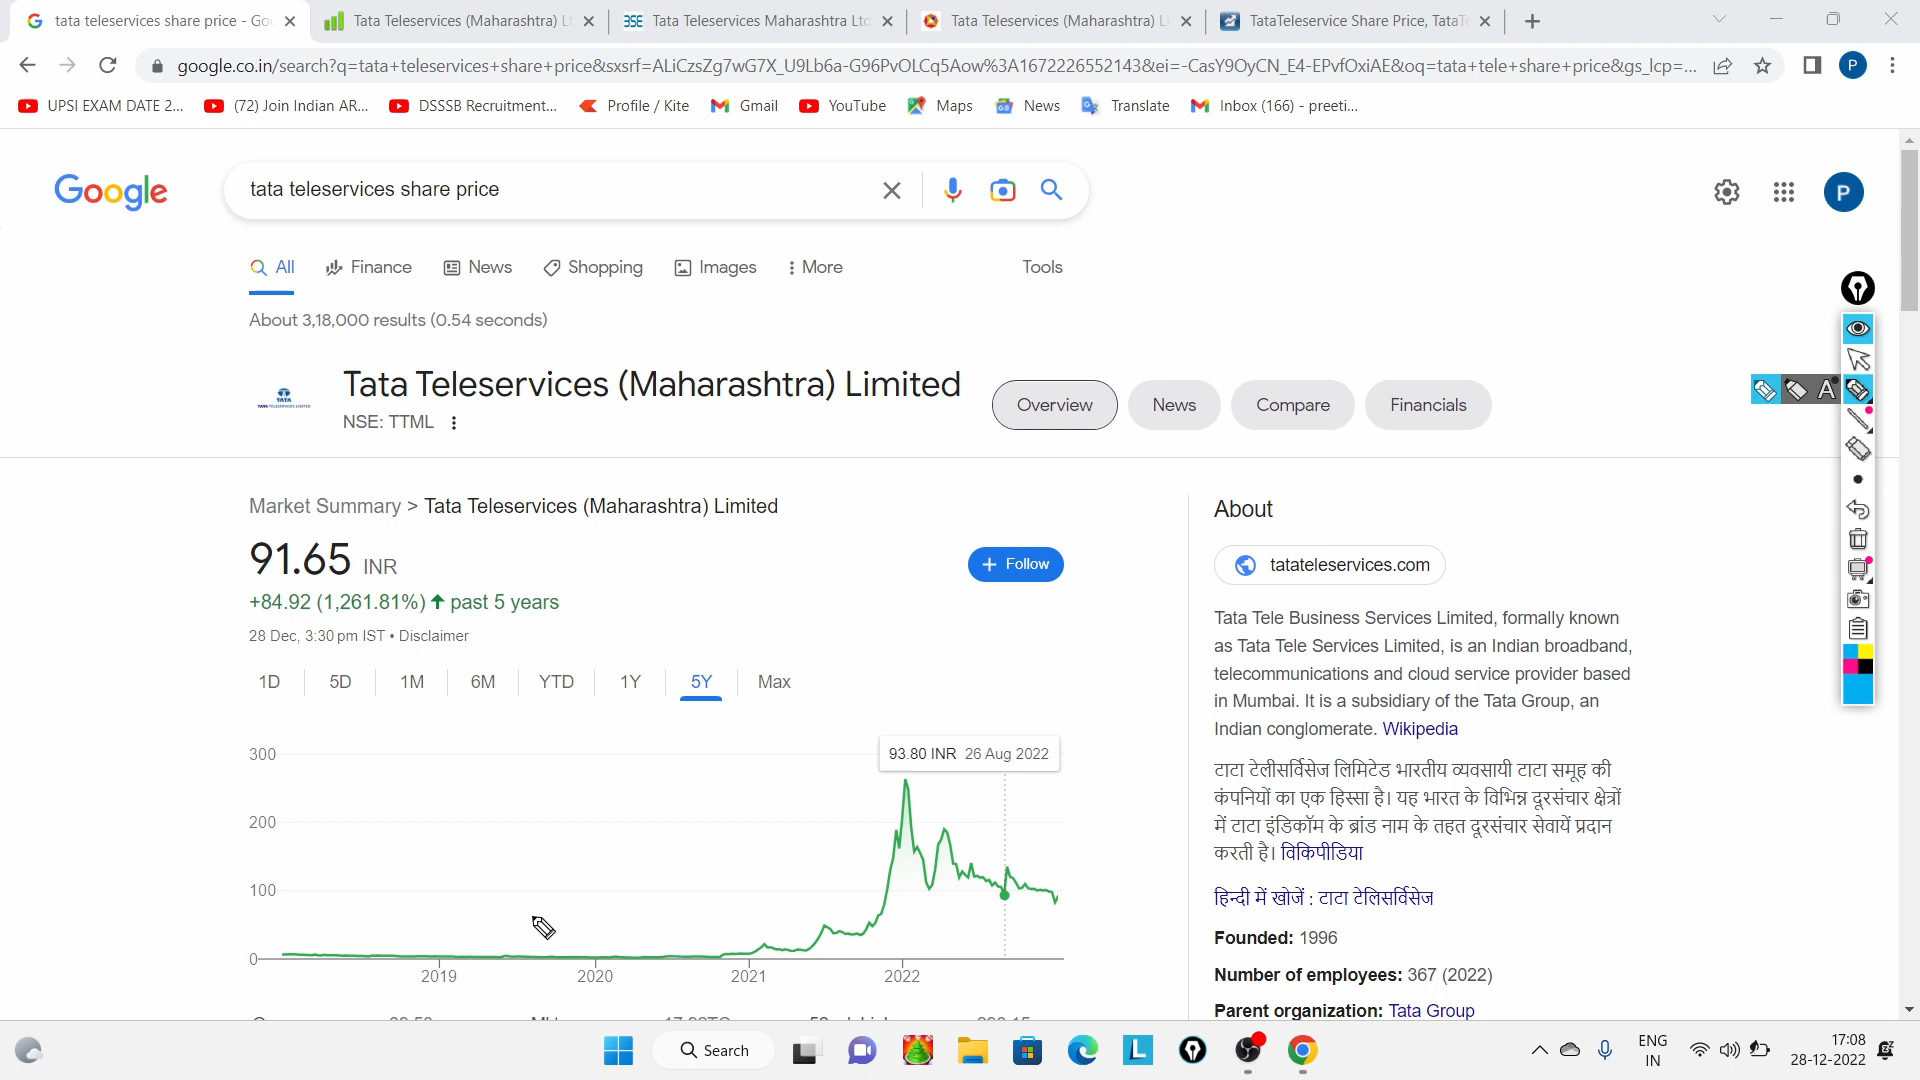 tata teleservices share price - Go
Tata Teleservices (Maharashtra) L
Tata Teleservices Maharashtra Ltd
Tata Teleservices (Maharashtra) L
TataTeleservice Share Price, TataT
google.co.in/search?q=tata+teleservices+share+price&sxsrf=ALiCzsZg7wG7X_U9Lb6a-G96PvOLCq5Aow%3A1672226552143&ei=-CasY9OyCN_E4-EPvfOxiAE&oq=tata+tele+share+price&gs_lcp=...
P
UPSI EXAM DATE 2...
(72) Join Indian AR...
DSSSB Recruitment...
Profile / Kite
Gmail
YouTube
Maps
News
Translate
Inbox (166) - preeti...
Google
tata teleservices share price
P
All
Finance
News
Shopping
Images
More
Tools
About 3,18,000 results (0.54 seconds)
TATA
Tata Teleservices (Maharashtra) Limited
NSE: TTML
Overview
News
Compare
Financials
A
Market Summary > Tata Teleservices (Maharashtra) Limited
91.65 INR
+ Follow
+84.92 (1,261.81%) past 5 years
28 Dec, 3:30 pm IST • Disclaimer
1D
5D
1M
6M
YTD
1Y
5Y
Max
93.80 INR 26 Aug 2022
300
200
100
0
2019
2020
2021
2022
About
tatateleservices.com
Tata Tele Business Services Limited, formally known
as Tata Tele Services Limited, is an Indian broadband,
telecommunications and cloud service provider based
in Mumbai. It is a subsidiary of the Tata Group, an
Indian conglomerate. Wikipedia
टाटा टेलीसर्विसेज लिमिटेड भारतीय व्यवसायी टाटा समूह की
कंपनियों का एक हिस्सा है। यह भारत के विभिन्न दूरसंचार क्षेत्रों
में टाटा इंडिकॉम के ब्रांड नाम के तहत दूरसंचार सेवायें प्रदान
करती है। विकिपीडिया
हिन्दी में खोजें : टाटा टेलिसर्विसेज
Founded: 1996
Number of employees: 367 (2022)
Parent organization: Tata Group
Search
ENG
IN
17:08
28-12-2022